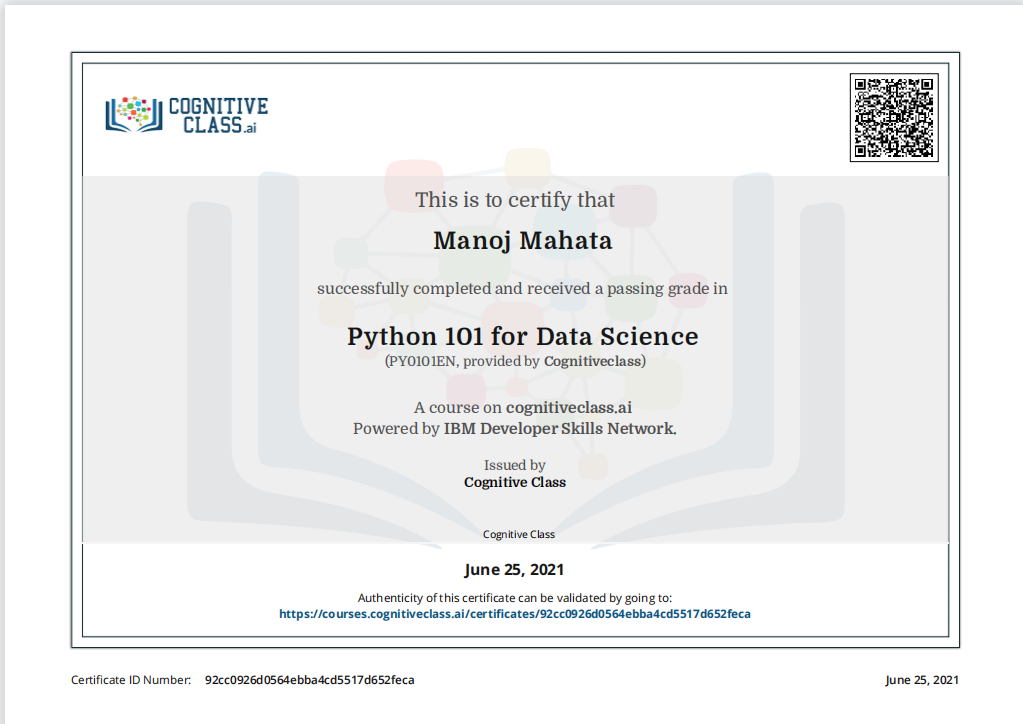 COGNITIVE
CLASS.ai
This is to certify that
Manoj Mahata
successfully completed and received a passing grade in
Python 101 for Data Science
(PY0101EN, provided by Cognitiveclass)
A course on cognitiveclass.ai
Powered by IBM Developer Skills Network.
Issued by
Cognitive Class
Cognitive Class
June 25, 2021
Authenticity of this certificate can be validated by going to:
https://courses.cognitiveclass.ai/certificates/92cc0926d0564ebba4cd5517d652feca
Certificate ID Number: 92cc0926d0564ebba4cd5517d652feca June 25, 2021